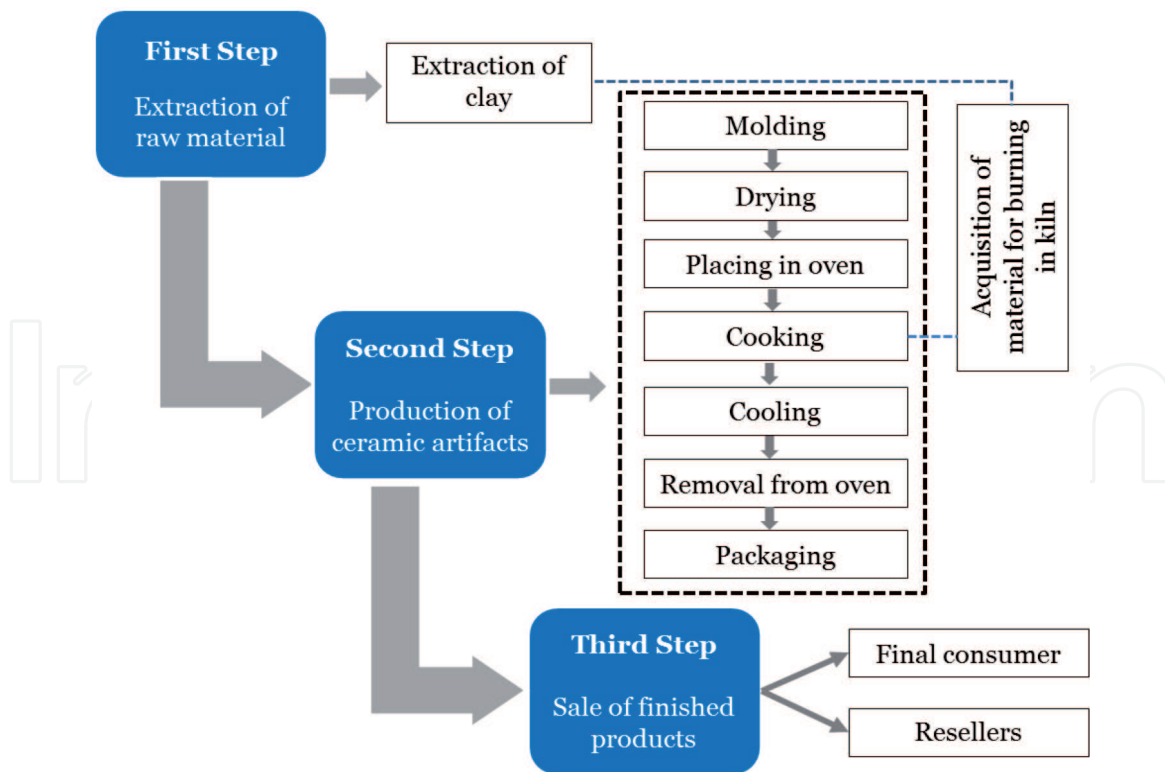 First Step
Extraction of
raw material
Extraction of
clay
Molding
Drying
Placing in oven
Cooking
Cooling
Removal from oven
Packaging
Acquisition of
material for burning
in kiln
Second Step
Production of
ceramic artifacts
Third Step
Sale of finished
products
Final consumer
Resellers